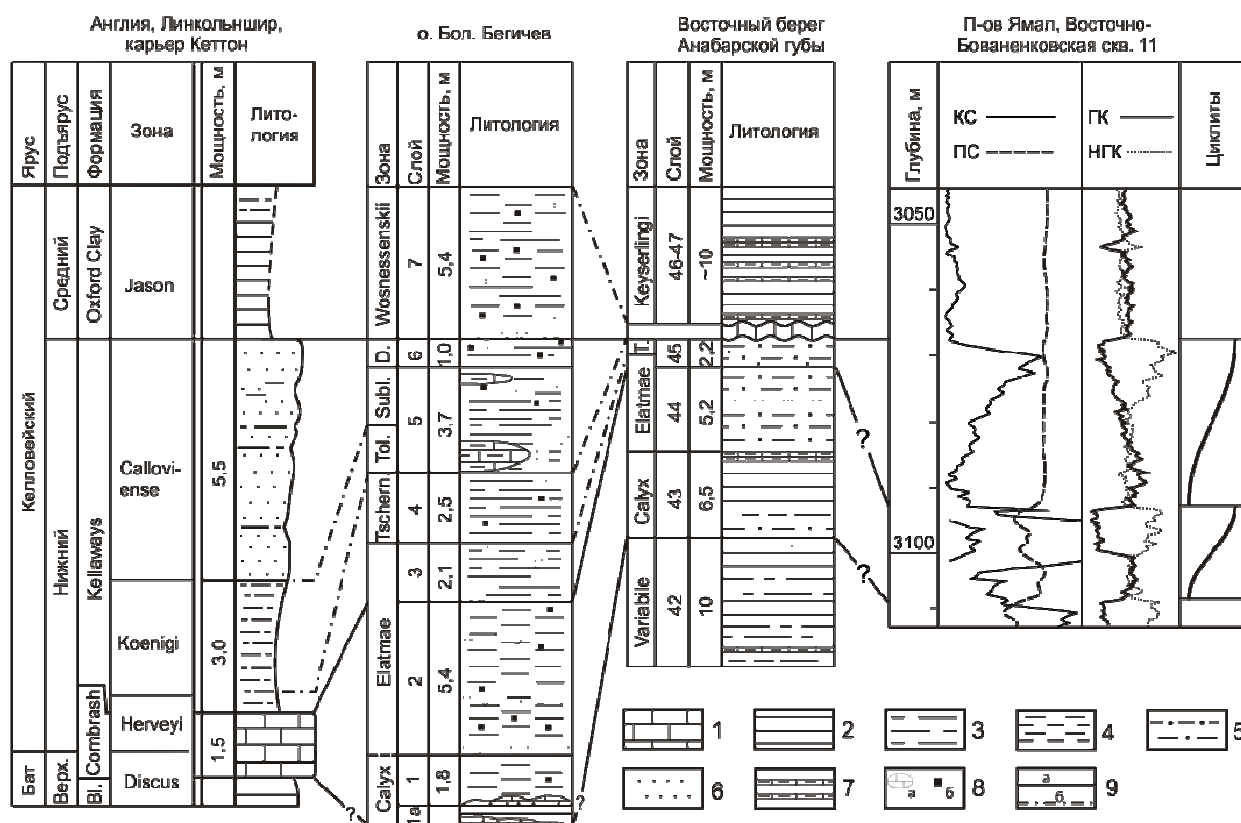 Англия, Линкольншир,
карьер Кеттон
Ярус
Подъярус
Формация
Зона
Мощность, м
Лито-
логия
Келловейский
Бат
Средний
Нижний
Верх.
Oxford Clay
Kellaways
Cornbrash
Bl.
Jason
Callovi-
ense
Koenigi
Herveyi
Discus
5,5
3,0
1,5
?
о. Бол. Бегичев
Зона
Слой
Мощность, м
Литология
Wosnessenskii
7
5,4
D.
6
1,0
Subl.
Tol.
5
3,7
Tschern.
4
2,5
3
2,1
Elatmae
2
5,4
Calyx
1
1,8
1а
?
Восточный берег
Анабарской губы
Зона
Слой
Мощность, м
Литология
Keyserlingi
46-47
~10
T.
45
2,2
Elatmae
44
5,2
Calyx
43
6,5
Variabile
42
10
?
?
П-ов Ямал, Восточно-
Бованенковская скв. 11
Глубина, м
КС
ПС
ГК
НГК
Циклиты
3050
3100
1
2
3
4
5
6
7
а
б
8
а
б
9